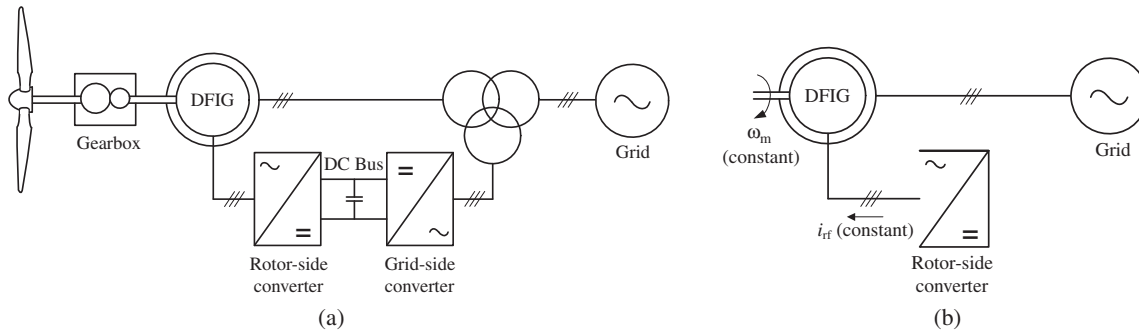 DFIG
Gearbox
Grid
DC Bus
Rotor-side
converter
Grid-side
converter
(a)
DFIG
ω_m
(constant)
Grid
i_rf (constant)
Rotor-side
converter
(b)